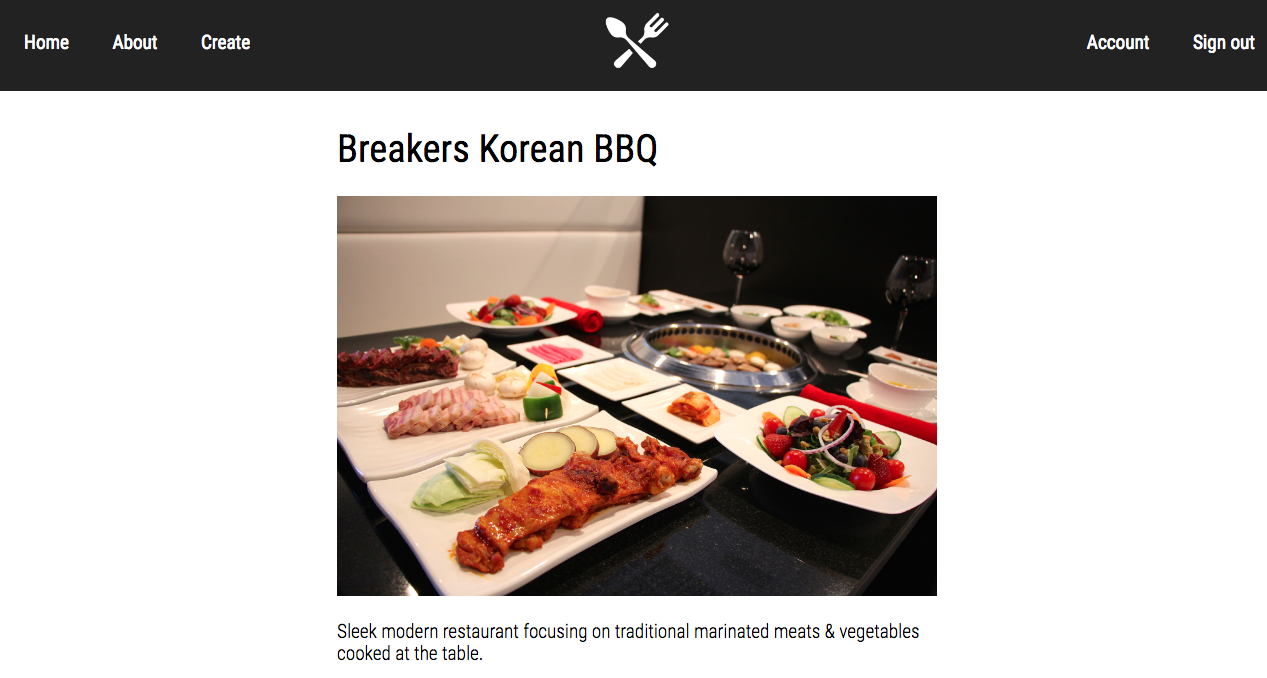 Home About Create Account Sign out
Breakers Korean BBQ
Sleek modern restaurant focusing on traditional marinated meats & vegetables
cooked at the table.